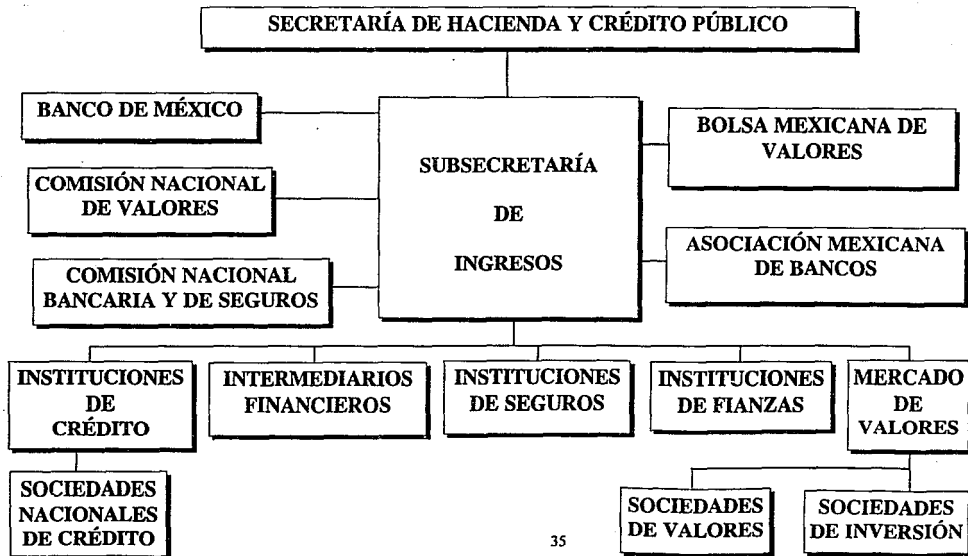 SECRETARÍA DE HACIENDA Y CRÉDITO PÚBLICO
BANCO DE MÉXICO
COMISIÓN NACIONAL
DE VALORES
COMISIÓN NACIONAL
BANCARIA Y DE SEGUROS
SUBSECRETARÍA
DE
INGRESOS
BOLSA MEXICANA DE
VALORES
ASOCIACIÓN MEXICANA
DE BANCOS
INSTITUCIONES
DE
CRÉDITO
INTERMEDIARIOS
FINANCIEROS
INSTITUCIONES
DE SEGUROS
INSTITUCIONES
DE FIANZAS
MERCADO
DE
VALORES
SOCIEDADES
NACIONALES
DE CRÉDITO
SOCIEDADES
DE VALORES
SOCIEDADES
DE INVERSIÓN
35